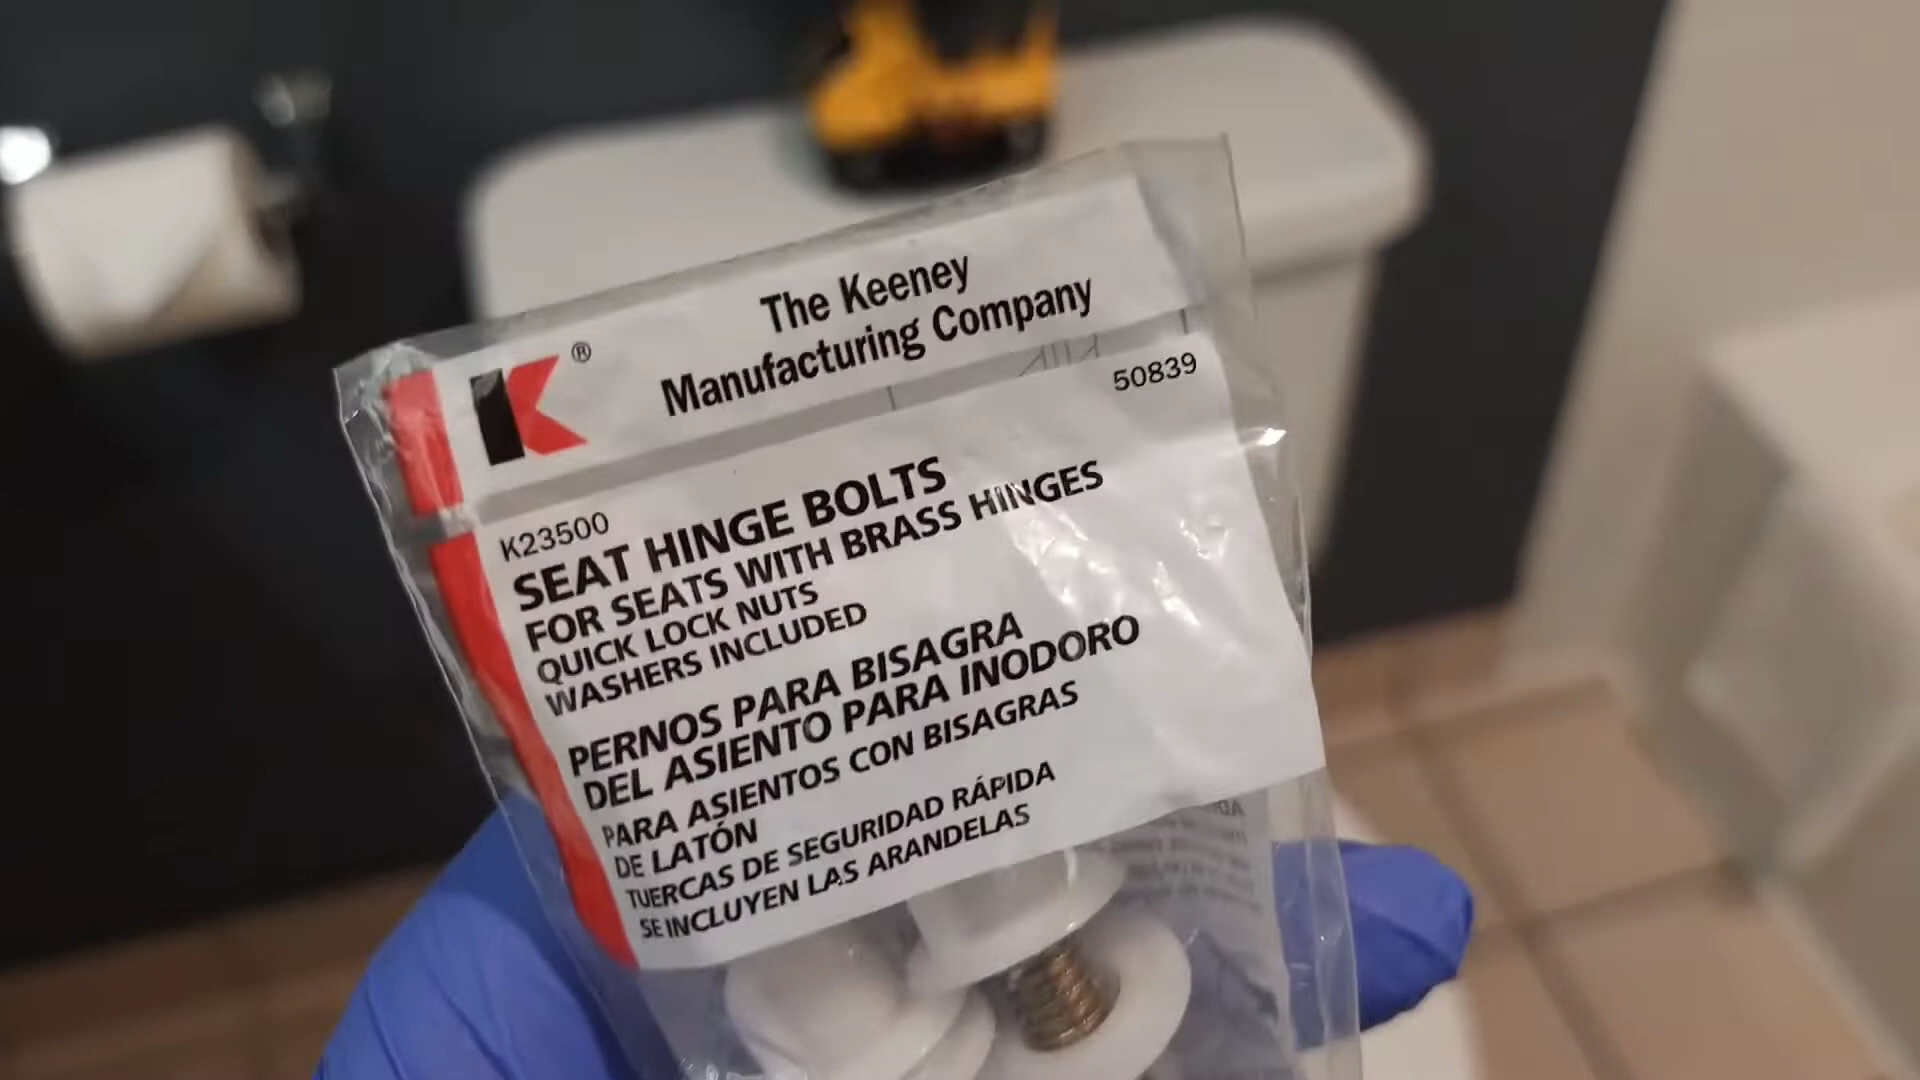 The Keeney
Manufacturing Company
K®
50839
K23500
SEAT HINGE BOLTS
FOR SEATS WITH BRASS HINGES
QUICK LOCK NUTS
WASHERS INCLUDED
PERNOS PARA BISAGRA
DEL ASIENTO PARA INODORO
PARA ASIENTOS CON BISAGRAS
DE LATÓN
TUERCAS DE SEGURIDAD RÁPIDA
SE INCLUYEN LAS ARANDELAS